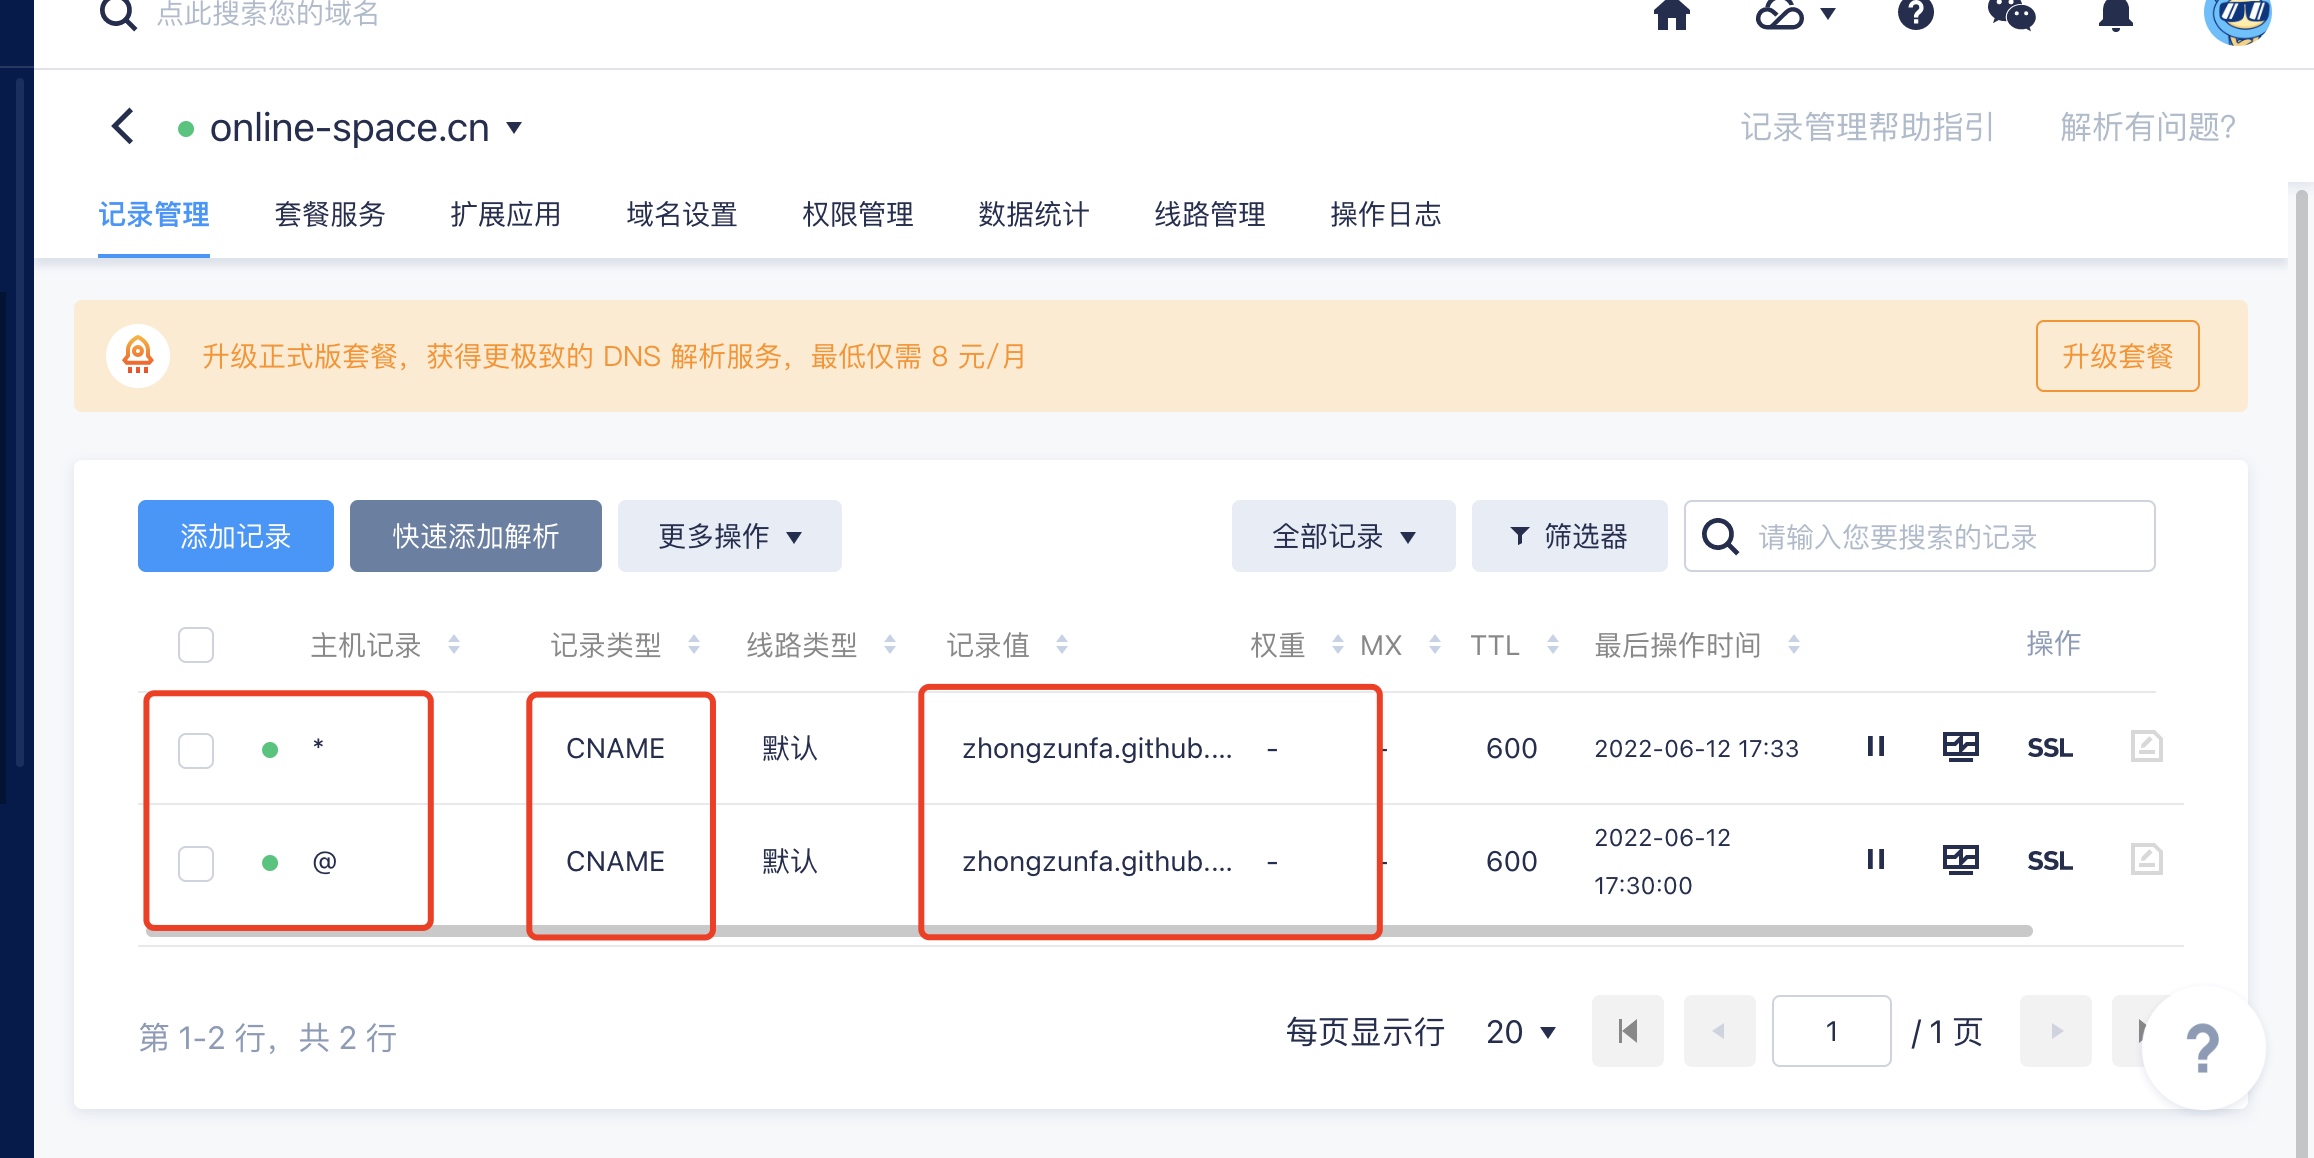 点此搜索您的域名
online-space.cn
记录管理帮助指引 解析有问题?
记录管理 套餐服务 扩展应用 域名设置 权限管理 数据统计 线路管理 操作日志
升级正式版套餐，获得更极致的 DNS 解析服务，最低仅需 8 元/月 升级套餐
添加记录 快速添加解析 更多操作 全部记录 筛选器 请输入您要搜索的记录
主机记录 记录类型 线路类型 记录值 权重 MX TTL 最后操作时间 操作
* CNAME 默认 zhongzunfa.github.... - - 600 2022-06-12 17:33 SSL
@ CNAME 默认 zhongzunfa.github.... - - 600 2022-06-12 17:30:00 SSL
第 1-2 行，共 2 行 每页显示行 20 1 / 1 页
?